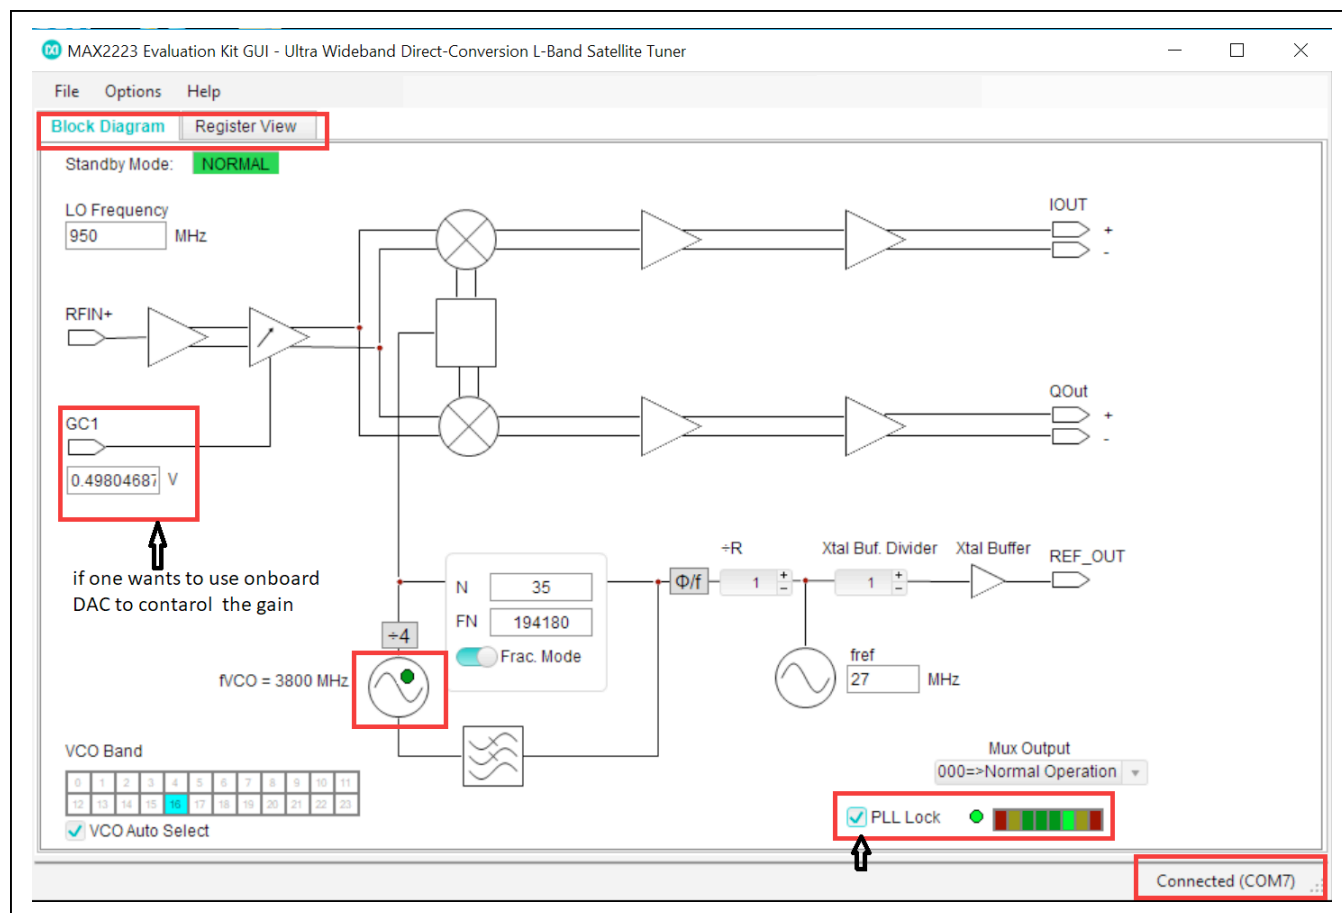 MAX2223 Evaluation Kit GUI - Ultra Wideband Direct-Conversion L-Band Satellite Tuner
File Options Help
Block Diagram Register View
Standby Mode: NORMAL
LO Frequency
950 MHz
IOUT
+
-
RFIN+
GC1
0.49804687 V
QOut
+
-
if one wants to use onboard
DAC to contarol the gain
÷R Xtal Buf. Divider Xtal Buffer REF_OUT
N 35
Φ/f 1 + - 1 + -
FN 194180
÷4
Frac. Mode
fVCO = 3800 MHz
fref
27 MHz
VCO Band
0 1 2 3 4 5 6 7 8 9 10 11
12 13 14 15 16 17 18 19 20 21 22 23
VCO Auto Select
Mux Output
000=>Normal Operation
PLL Lock
Connected (COM7)